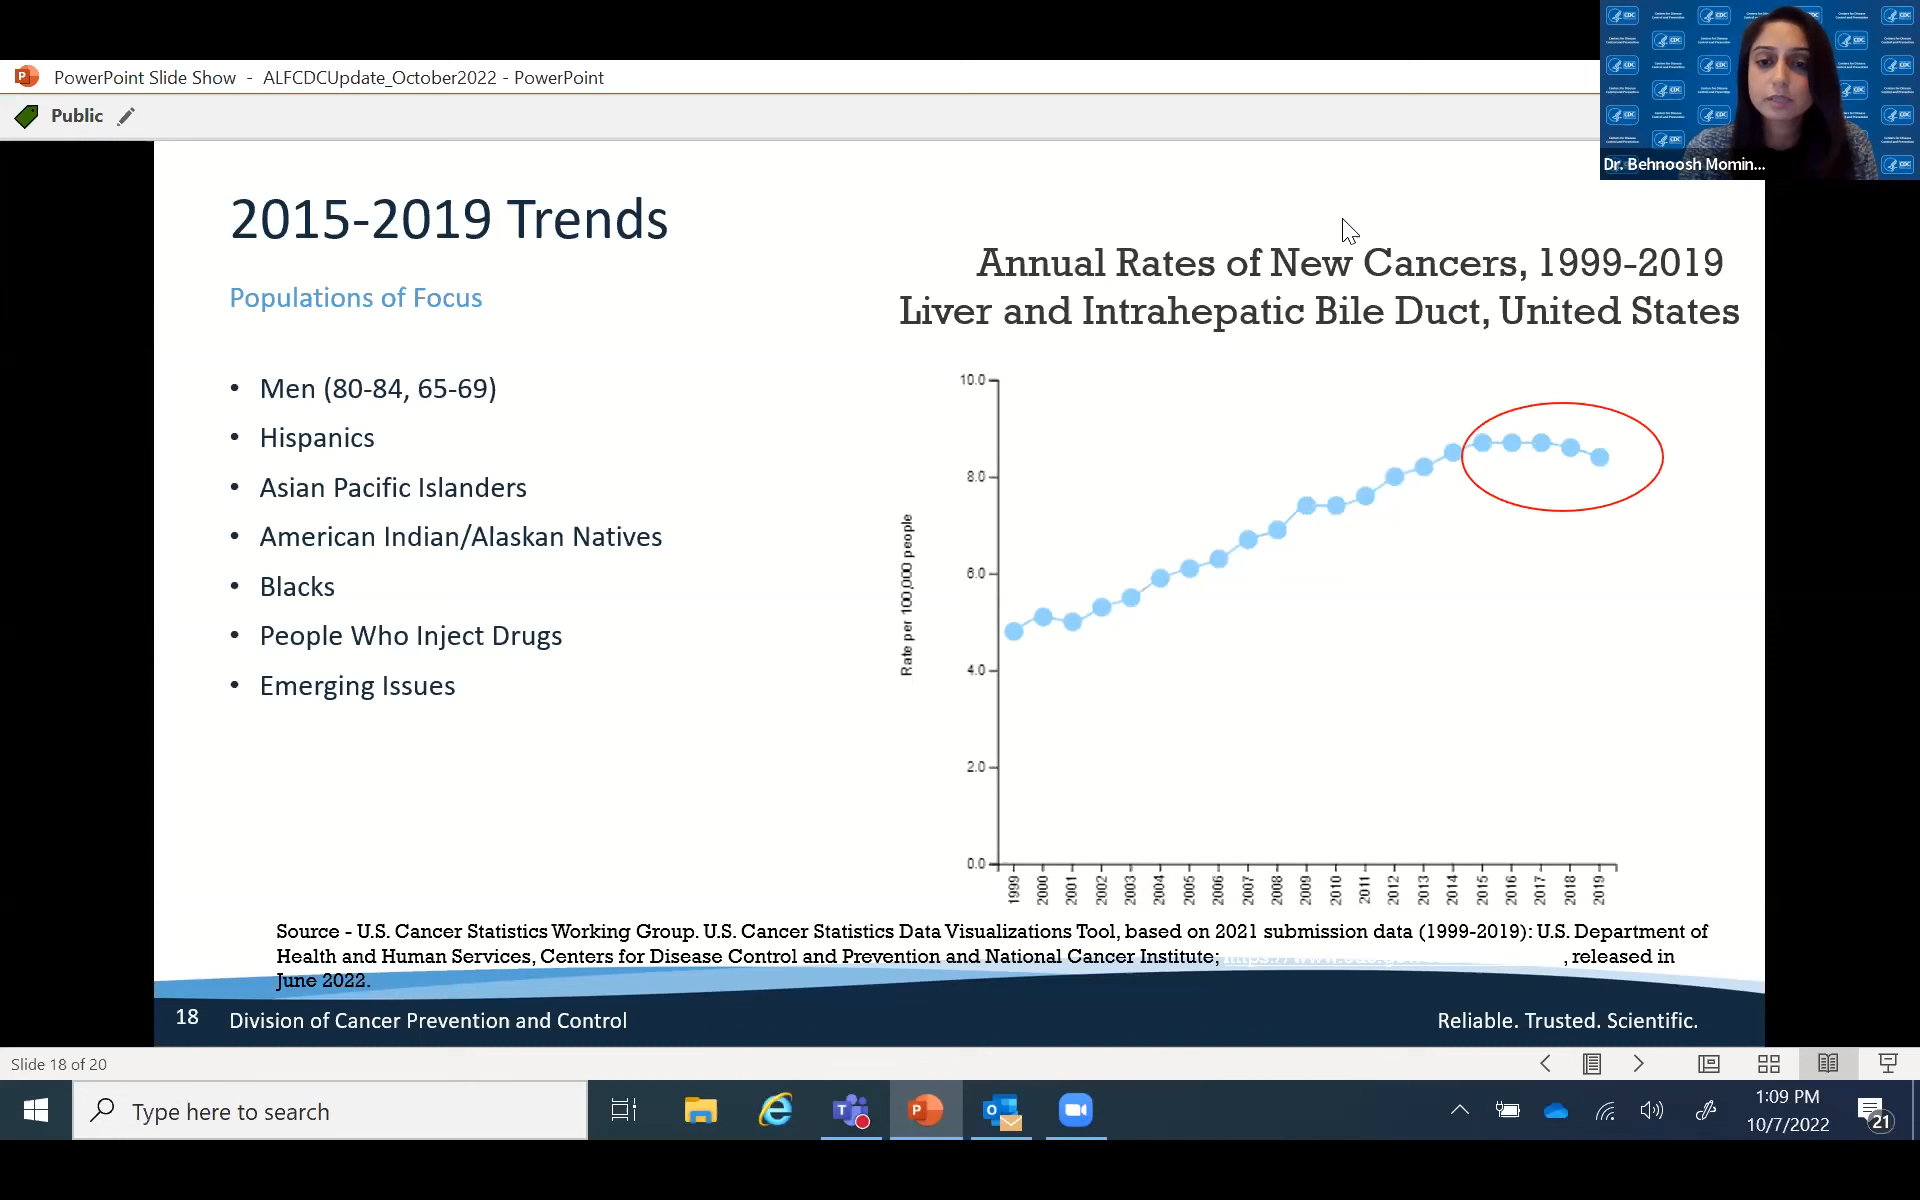 PowerPoint Slide Show - ALFCDCUpdate_October2022 - PowerPoint
Public
Dr. Behnoosh Momin...
2015-2019 Trends
Populations of Focus
• Men (80-84, 65-69)
• Hispanics
• Asian Pacific Islanders
• American Indian/Alaskan Natives
• Blacks
• People Who Inject Drugs
• Emerging Issues
Annual Rates of New Cancers, 1999-2019
Liver and Intrahepatic Bile Duct, United States
Rate per 100,000 people
10.0
8.0
6.0
4.0
2.0
0.0
1999 2000 2001 2002 2003 2004 2005 2006 2007 2008 2009 2010 2011 2012 2013 2014 2015 2016 2017 2018 2019
Source - U.S. Cancer Statistics Working Group. U.S. Cancer Statistics Data Visualizations Tool, based on 2021 submission data (1999-2019): U.S. Department of
Health and Human Services, Centers for Disease Control and Prevention and National Cancer Institute; , released in
June 2022.
18 Division of Cancer Prevention and Control
Reliable. Trusted. Scientific.
Slide 18 of 20
Type here to search
1:09 PM
10/7/2022
21